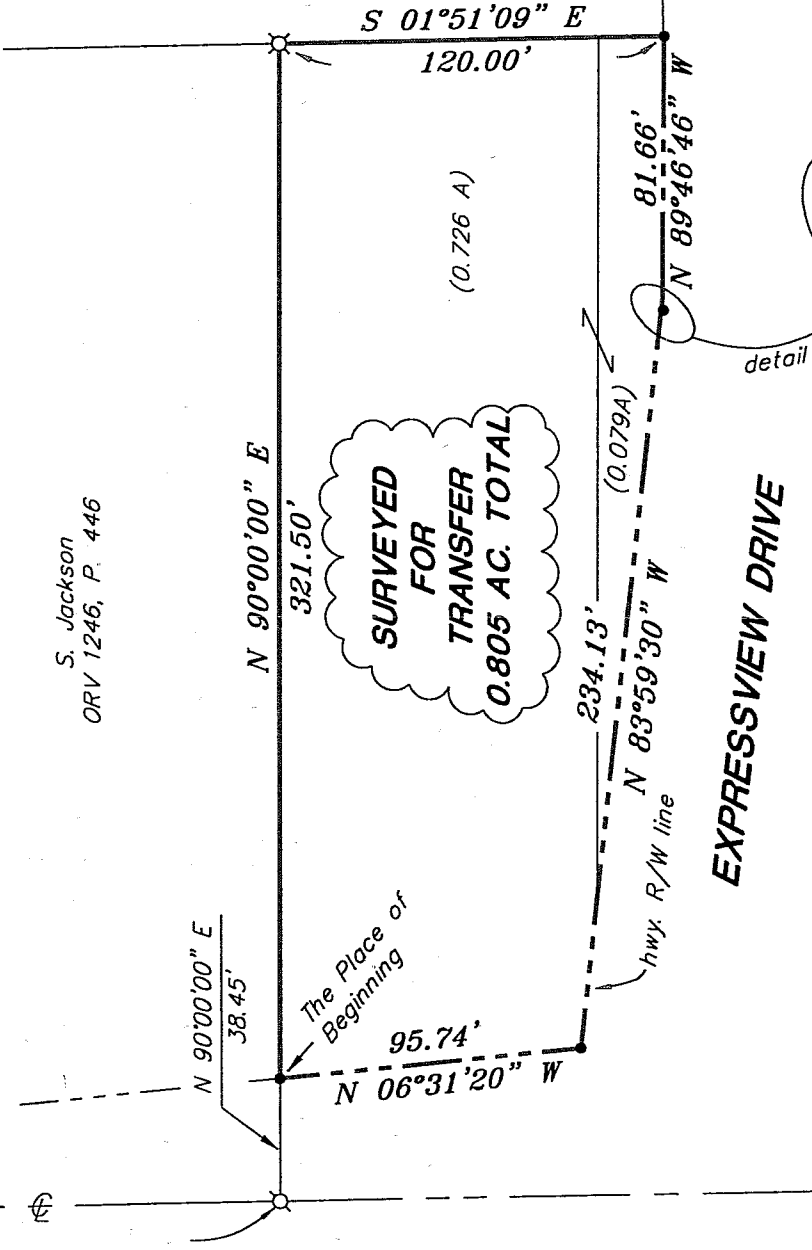 S 01°51'09" E
120.00'
81.66'
N 89°46'46" W
(0.726 A)
detail
(0.079A)
N 90°00'00" E
321.50'
SURVEYED
FOR
TRANSFER
0.805 AC. TOTAL
S. Jackson
ORV 1246, P. 446
234.13'
N 83°59'30" W
EXPRESSVIEW DRIVE
hwy. R/W line
The Place of
Beginning
N 90°00'00" E
38.45'
95.74'
N 06°31'20" W
℄